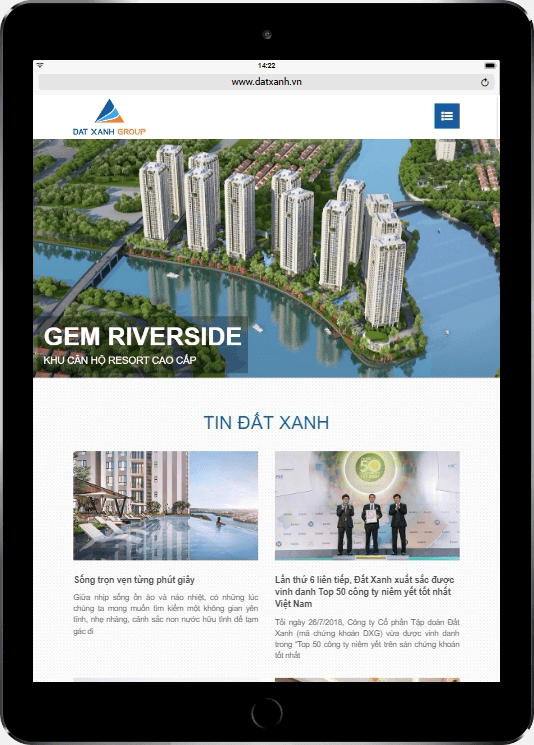 14:22
www.datxanh.vn
DAT XANH GROUP
GEM RIVERSIDE
KHU CĂN HỘ RESORT CAO CẤP
TIN ĐẤT XANH
50
Sống trọn vẹn từng phút giây
Giữa nhịp sống ồn ào và náo nhiệt, có những lúc
chúng ta mong muốn tìm kiếm một không gian yên
tĩnh, nhẹ nhàng, cảnh sắc non nước hữu tình để tạm
gác đi
Lần thứ 6 liên tiếp, Đất Xanh xuất sắc được
vinh danh Top 50 công ty niêm yết tốt nhất
Việt Nam
Tối ngày 26/7/2018, Công ty Cổ phần Tập đoàn Đất
Xanh (mã chứng khoán DXG) vừa được vinh danh
trong "Top 50 công ty niêm yết trên sàn chứng khoán
tốt nhất